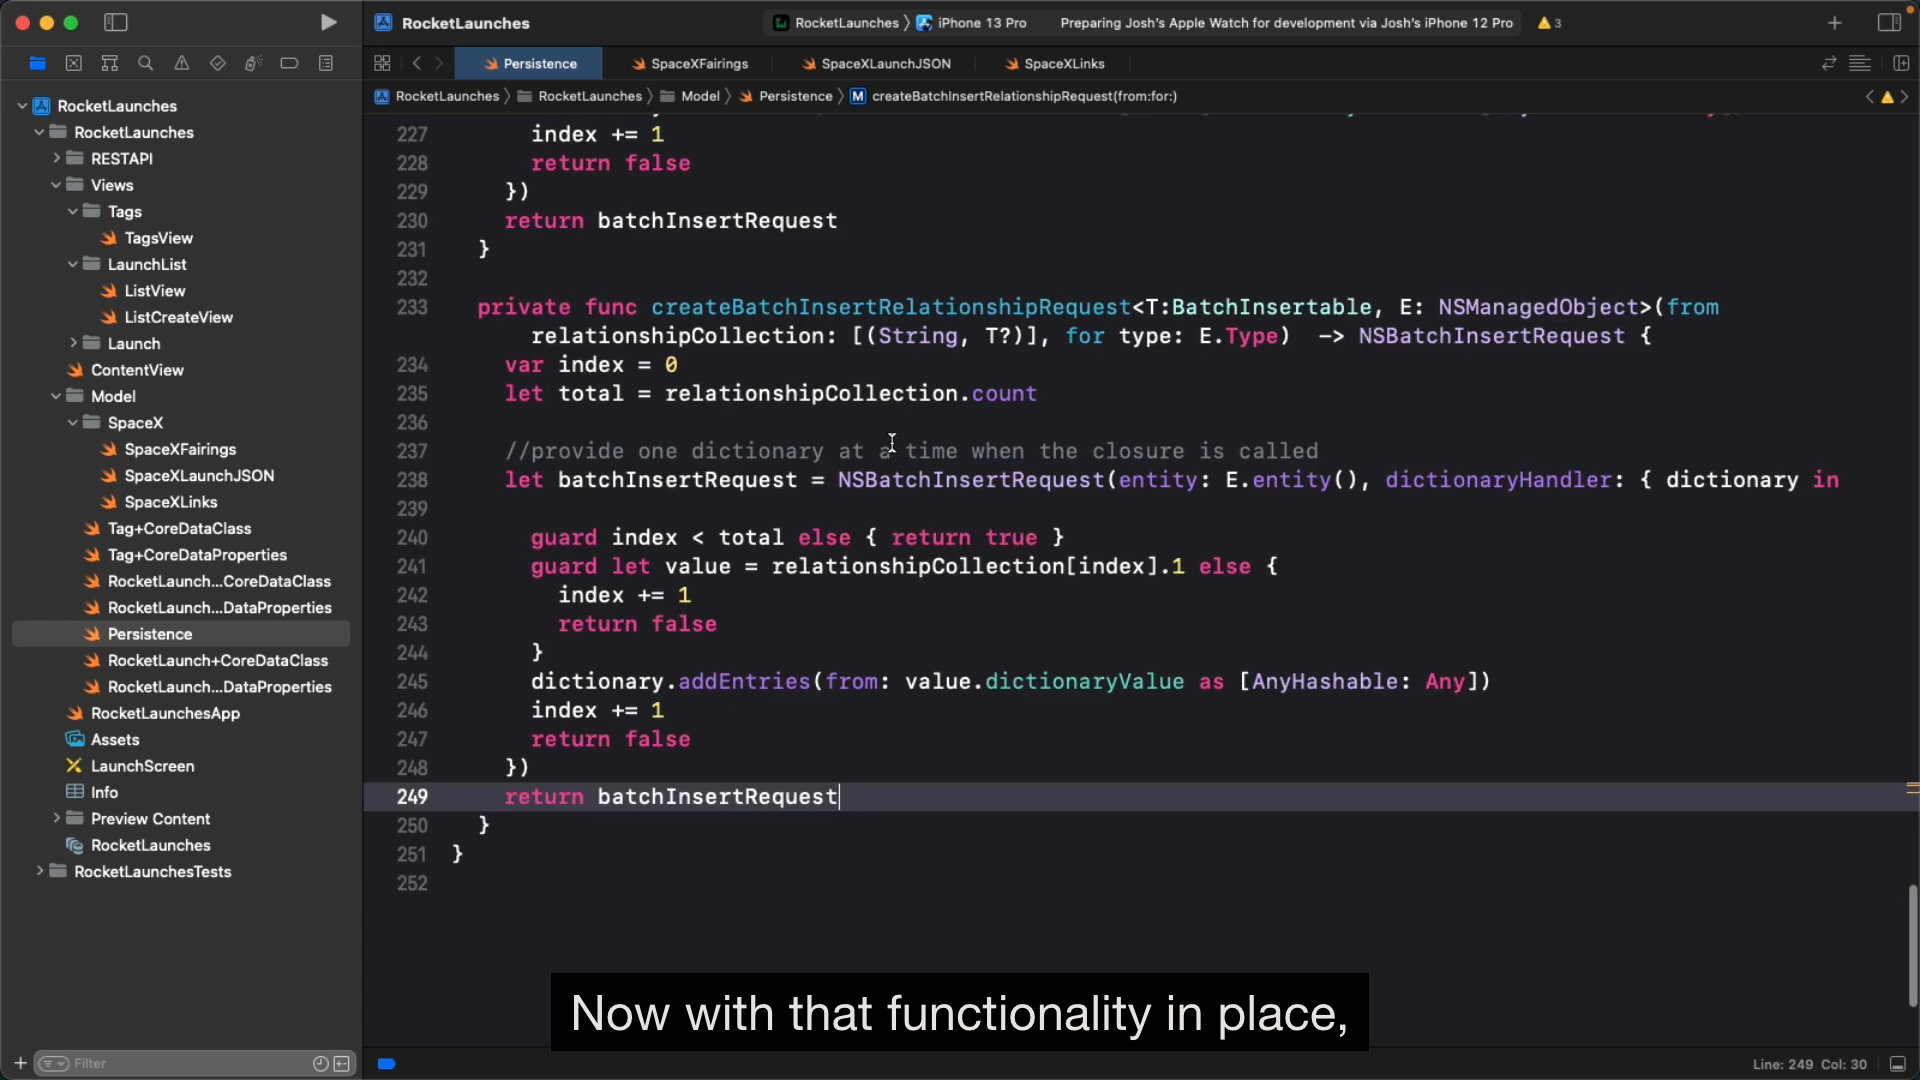 RocketLaunches
RocketLaunches
iPhone 13 Pro
Preparing Josh's Apple Watch for development via Josh's iPhone 12 Pro
3
Persistence
SpaceXFairings
SpaceXLaunchJSON
SpaceXLinks
RocketLaunches
RocketLaunches
Model
Persistence
M
createBatchInsertRelationshipRequest(from:for:)
RocketLaunches
RocketLaunches
RESTAPI
Views
Tags
TagsView
LaunchList
ListView
ListCreateView
Launch
ContentView
Model
SpaceX
SpaceXFairings
SpaceXLaunchJSON
SpaceXLinks
Tag+CoreDataClass
Tag+CoreDataProperties
RocketLaunch...CoreDataClass
RocketLaunch...DataProperties
Persistence
RocketLaunch+CoreDataClass
RocketLaunch...DataProperties
RocketLaunchesApp
Assets
LaunchScreen
Info
Preview Content
RocketLaunches
RocketLaunchesTests
Filter
227 index += 1
228 return false
229 })
230 return batchInsertRequest
231 }
232
233 private func createBatchInsertRelationshipRequest<T:BatchInsertable, E: NSManagedObject>(from
relationshipCollection: [(String, T?)], for type: E.Type)  -> NSBatchInsertRequest {
234 var index = 0
235 let total = relationshipCollection.count
236
237 //provide one dictionary at a time when the closure is called
238 let batchInsertRequest = NSBatchInsertRequest(entity: E.entity(), dictionaryHandler: { dictionary in
239
240 guard index < total else { return true }
241 guard let value = relationshipCollection[index].1 else {
242 index += 1
243 return false
244 }
245 dictionary.addEntries(from: value.dictionaryValue as [AnyHashable: Any])
246 index += 1
247 return false
248 })
249 return batchInsertRequest
250 }
251 }
252
Now with that functionality in place,
Line: 249 Col: 30